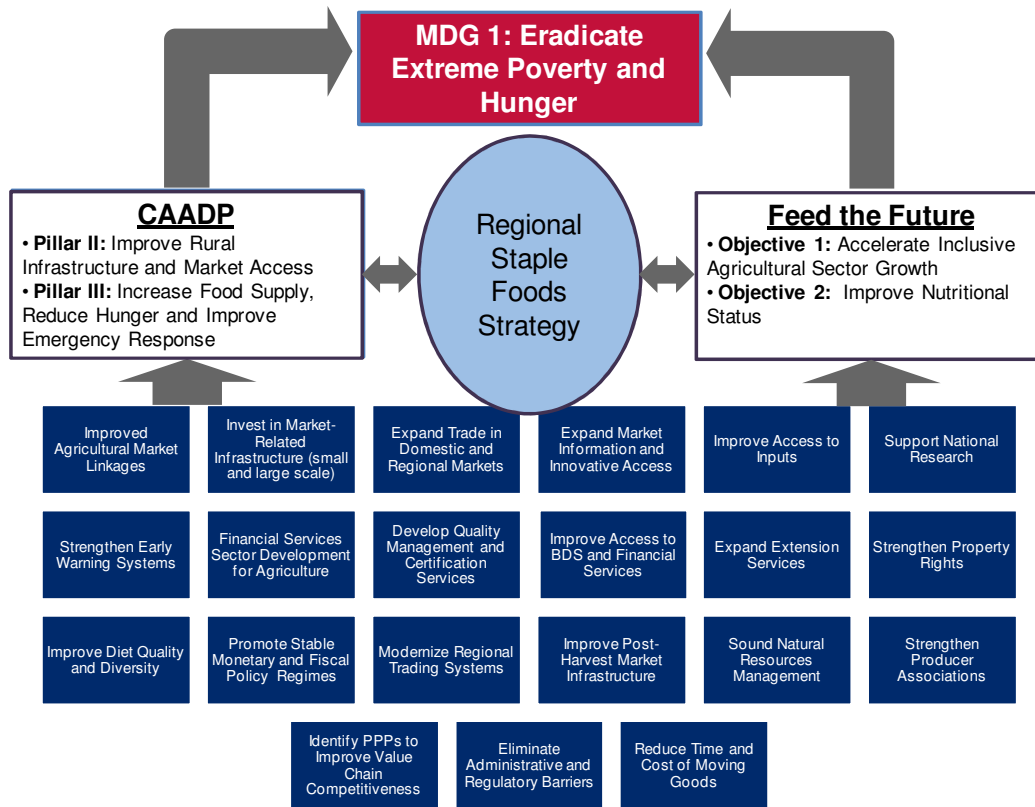 MDG 1: Eradicate
Extreme Poverty and
Hunger
CAADP
• Pillar II: Improve Rural
Infrastructure and Market Access
• Pillar III: Increase Food Supply,
Reduce Hunger and Improve
Emergency Response
Regional
Staple
Foods
Strategy
Feed the Future
• Objective 1: Accelerate Inclusive
Agricultural Sector Growth
• Objective 2: Improve Nutritional
Status
Improved
Agricultural Market
Linkages
Invest in Market-
Related
Infrastructure (small
and large scale)
Expand Trade in
Domestic and
Regional Markets
Expand Market
Information and
Innovative Access
Improve Access to
Inputs
Support National
Research
Strengthen Early
Warning Systems
Financial Services
Sector Development
for Agriculture
Develop Quality
Management and
Certification
Services
Improve Access to
BDS and Financial
Services
Expand Extension
Services
Strengthen Property
Rights
Improve Diet Quality
and Diversity
Promote Stable
Monetary and Fiscal
Policy Regimes
Modernize Regional
Trading Systems
Improve Post-
Harvest Market
Infrastructure
Sound Natural
Resources
Management
Strengthen
Producer
Associations
Identify PPPs to
Improve Value
Chain
Competitiveness
Eliminate
Administrative and
Regulatory Barriers
Reduce Time and
Cost of Moving
Goods